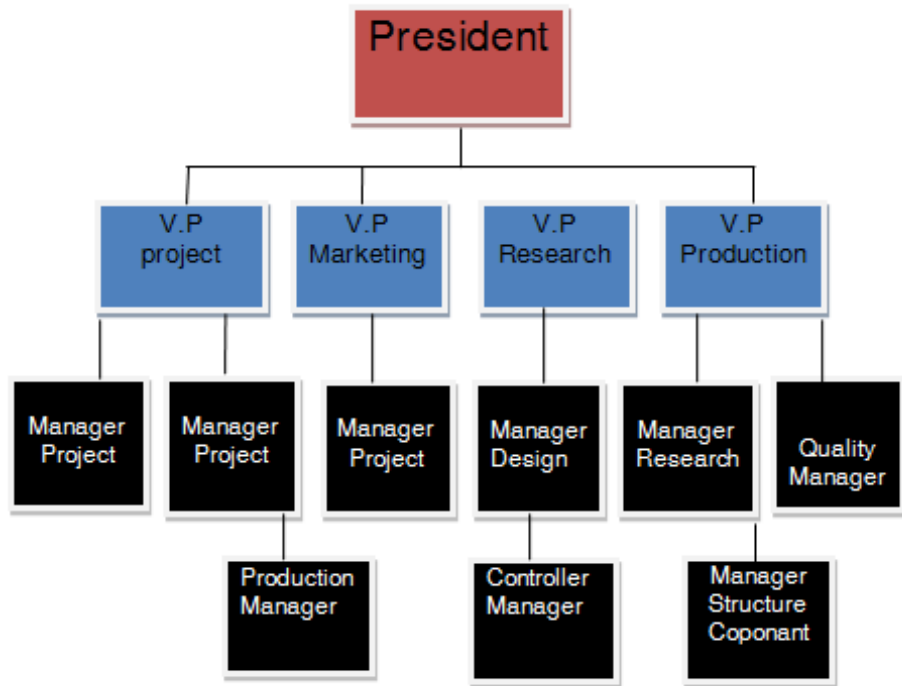 President
V.P
project
V.P
Marketing
V.P
Research
V.P
Production
Manager
Project
Manager
Project
Manager
Project
Manager
Design
Manager
Research
Quality
Manager
Production
Manager
Controller
Manager
Manager
Structure
Coponant